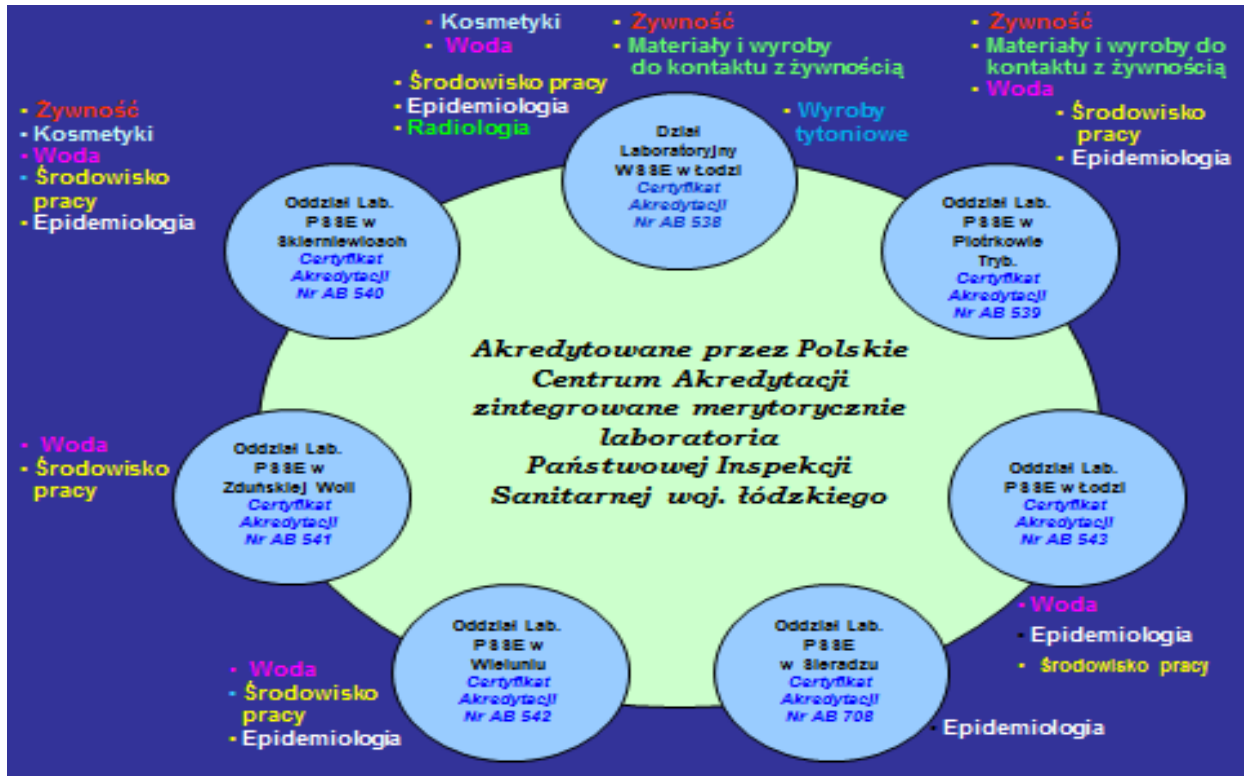 • Kosmetyki
• Woda
• Środowisko pracy
• Epidemiologia
• Radiologia
• Żywność
• Materiały i wyroby
do kontaktu z żywnością
• Wyroby
tytoniowe
• Żywność
• Materiały i wyroby do
kontaktu z żywnością
• Woda
• Środowisko
pracy
• Epidemiologia
• Żywność
• Kosmetyki
• Woda
• Środowisko
pracy
• Epidemiologia
Dział
Laboratoryjny
WSSE w Łodzi
Certyfikat
Akredytacji
Nr AB 538
Oddział Lab.
PSSE w
Skierniewicach
Certyfikat
Akredytacji
Nr AB 540
Oddział Lab.
PSSE w
Piotrkowie
Tryb.
Certyfikat
Akredytacji
Nr AB 539
Akredytowane przez Polskie
Centrum Akredytacji
zintegrowane merytorycznie
laboratoria
Państwowej Inspekcji
Sanitarnej woj. łódzkiego
• Woda
• Środowisko
pracy
Oddział Lab.
PSSE w
Zduńskiej Woli
Certyfikat
Akredytacji
Nr AB 541
Oddział Lab.
PSSE w Łodzi
Certyfikat
Akredytacji
Nr AB 543
• Woda
• Epidemiologia
• Środowisko pracy
Oddział Lab.
PSSE w
Wieluniu
Certyfikat
Akredytacji
Nr AB 542
Oddział Lab.
PSSE
w Sieradzu
Certyfikat
Akredytacji
Nr AB 708
• Woda
• Środowisko
pracy
• Epidemiologia
• Epidemiologia